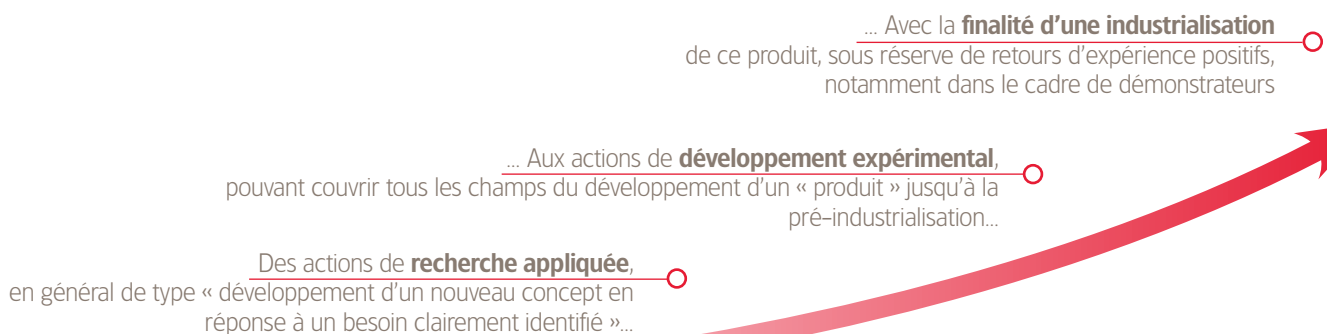 ... Avec la finalité d'une industrialisation
de ce produit, sous réserve de retours d'expérience positifs,
notamment dans le cadre de démonstrateurs
... Aux actions de développement expérimental,
pouvant couvrir tous les champs du développement d'un « produit » jusqu'à la
pré-industrialisation...
Des actions de recherche appliquée,
en général de type « développement d'un nouveau concept en
réponse à un besoin clairement identifié »...